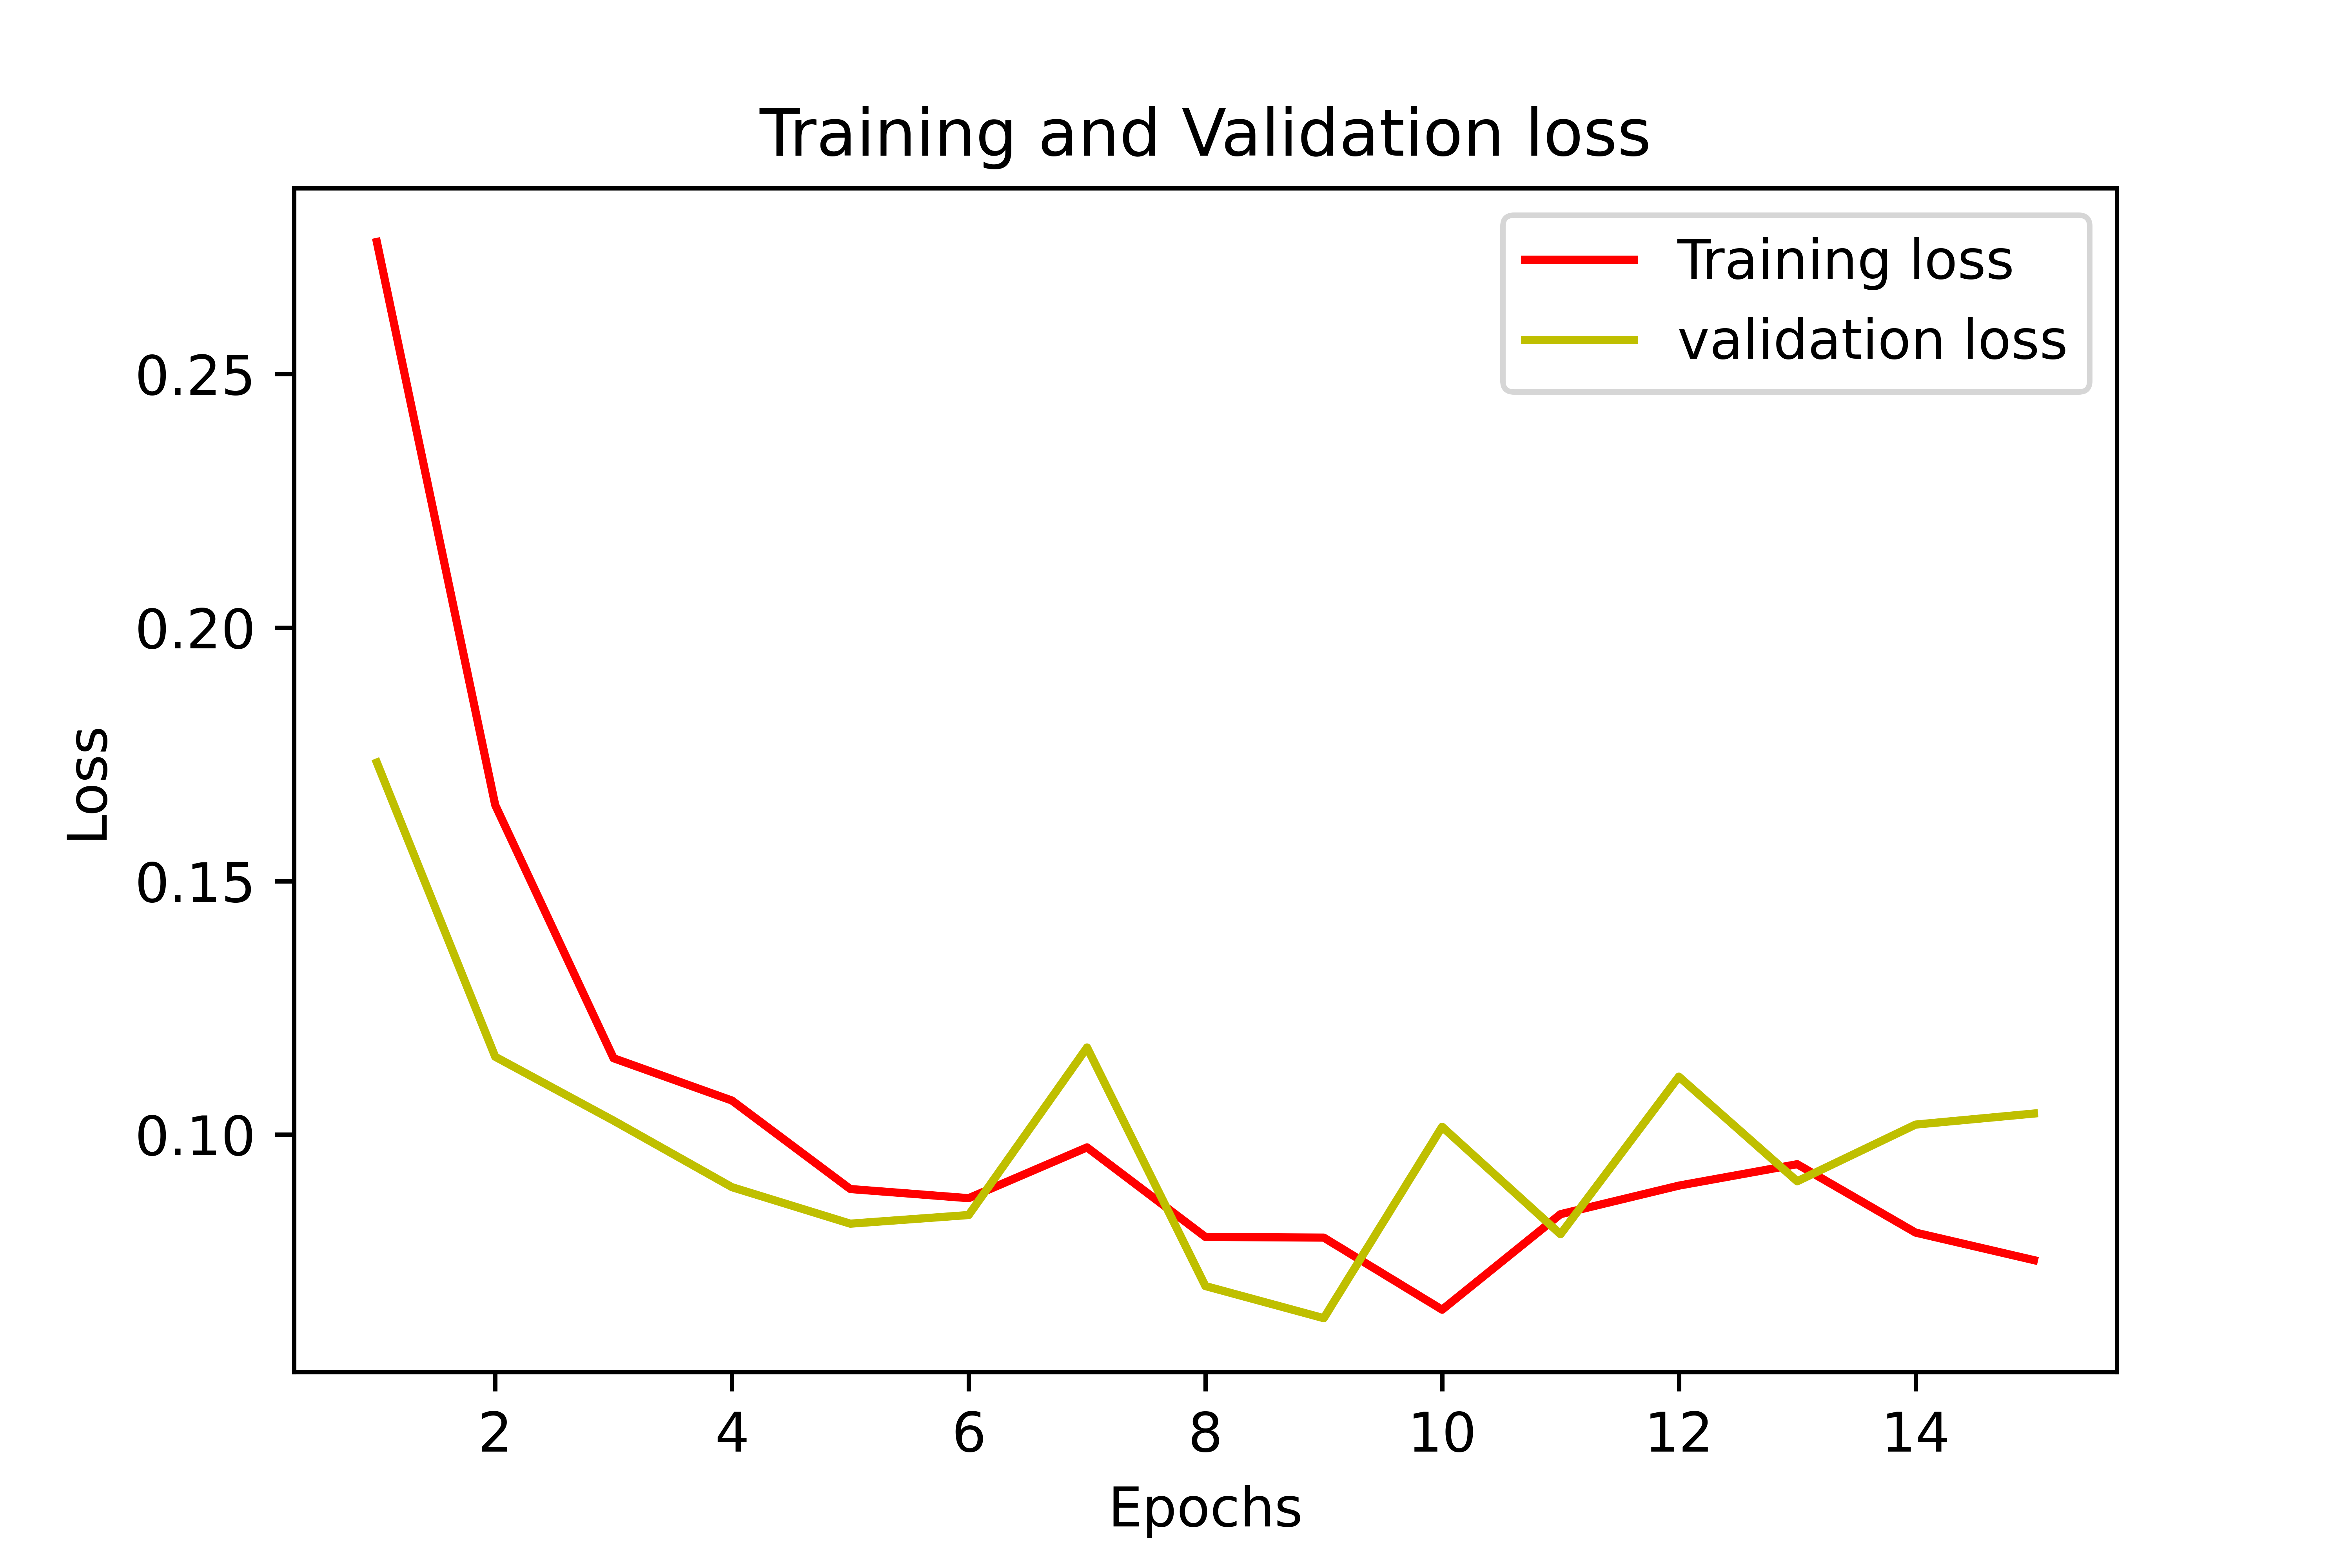 Training and Validation loss
Training loss
validation loss
0.25
0.20
0.15
0.10
Loss
2 4 6 8 10 12 14
Epochs